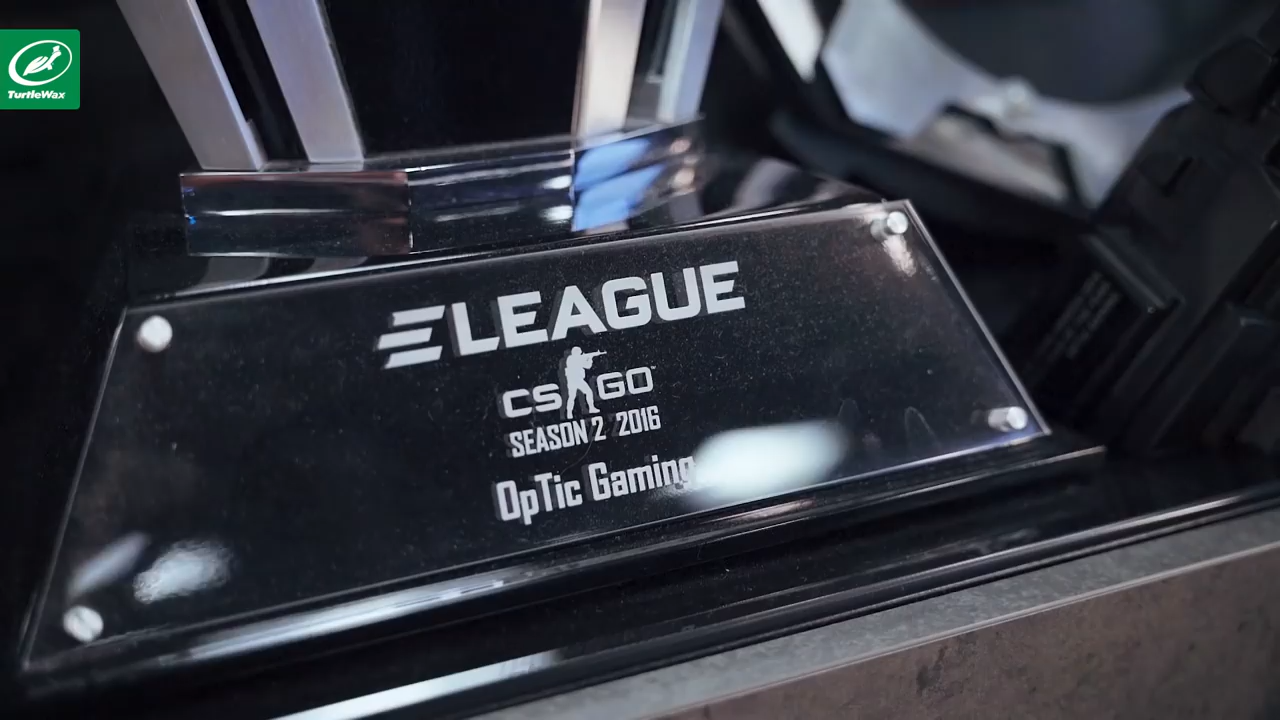 TurtleWax
ELEAGUE
CS GO
SEASON 2 2016
OpTic Gaming